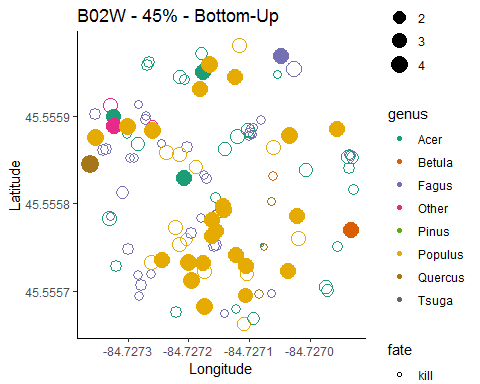 B02W - 45% - Bottom-Up
45.5559
45.5558
45.5557
Latitude
-84.7273
-84.7272
-84.7271
-84.7270
Longitude
2
3
4
genus
Acer
Betula
Fagus
Other
Pinus
Populus
Quercus
Tsuga
fate
kill